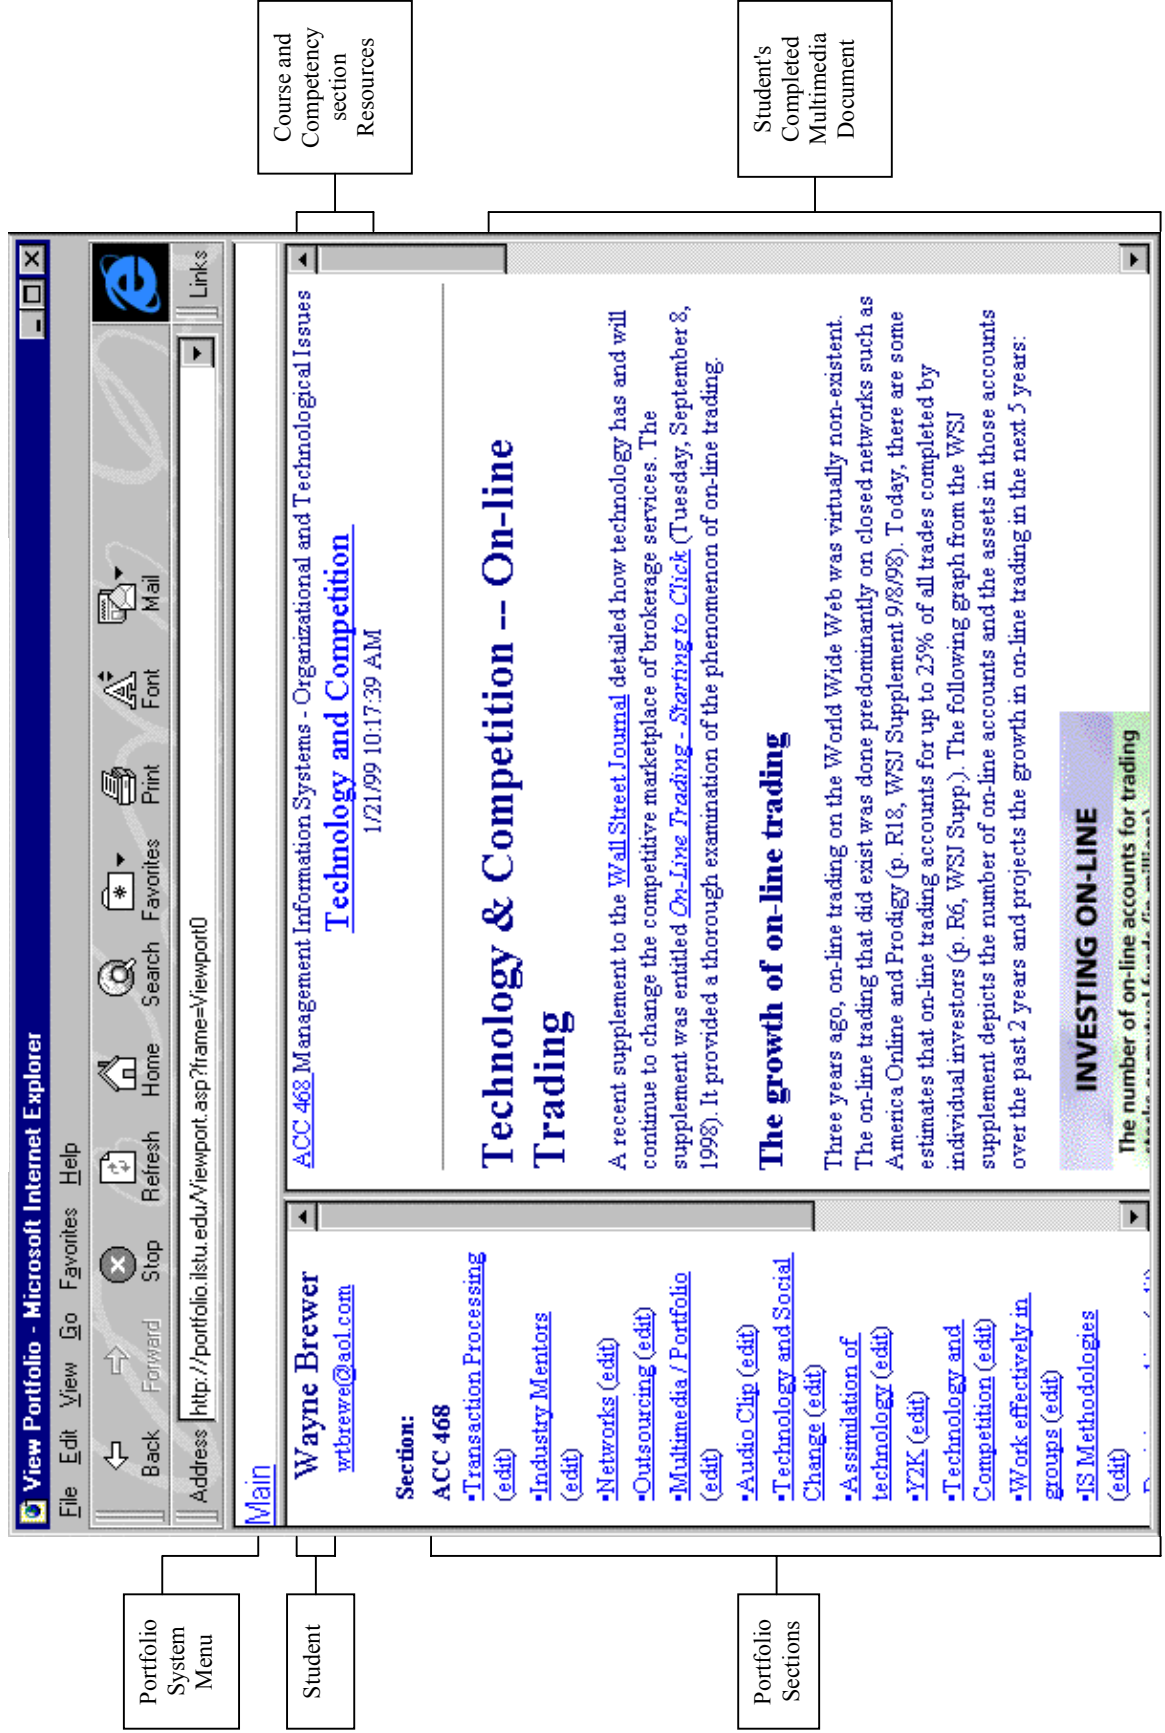 Portfolio
System
Menu
Student
Portfolio
Sections
View Portfolio - Microsoft Internet Explorer
File Edit View Go Favorites Help
Back Forward Stop Refresh Home Search Favorites Print Font Mail
Address http://portfolio.ilstu.edu/Viewport.asp?frame=Viewport0 Links
Main
Wayne Brewer
wtbrewe@aol.com
Section:
ACC 468
•Transaction Processing
(edit)
•Industry Mentors
(edit)
•Networks (edit)
•Outsourcing (edit)
•Multimedia / Portfolio
(edit)
•Audio Clip (edit)
•Technology and Social
Change (edit)
•Assimilation of
technology (edit)
•Y2K (edit)
•Technology and
Competition (edit)
•Work effectively in
groups (edit)
•IS Methodologies
(edit)
ACC 468 Management Information Systems - Organizational and Technological Issues
Technology and Competition
1/21/99 10:17:39 AM
Technology & Competition -- On-line
Trading
A recent supplement to the Wall Street Journal detailed how technology has and will
continue to change the competitive marketplace of brokerage services. The
supplement was entitled On-Line Trading - Starting to Click (Tuesday, September 8,
1998). It provided a thorough examination of the phenomenon of on-line trading.
The growth of on-line trading
Three years ago, on-line trading on the World Wide Web was virtually non-existent.
The on-line trading that did exist was done predominantly on closed networks such as
America Online and Prodigy (p. R18, WSJ Supplement 9/8/98). Today, there are some
estimates that on-line trading accounts for up to 25% of all trades completed by
individual investors (p. R6, WSJ Supp.). The following graph from the WSJ
supplement depicts the number of on-line accounts and the assets in those accounts
over the past 2 years and projects the growth in on-line trading in the next 5 years:
INVESTING ON-LINE
The number of on-line accounts for trading
Course and
Competency
section
Resources
Student's
Completed
Multimedia
Document